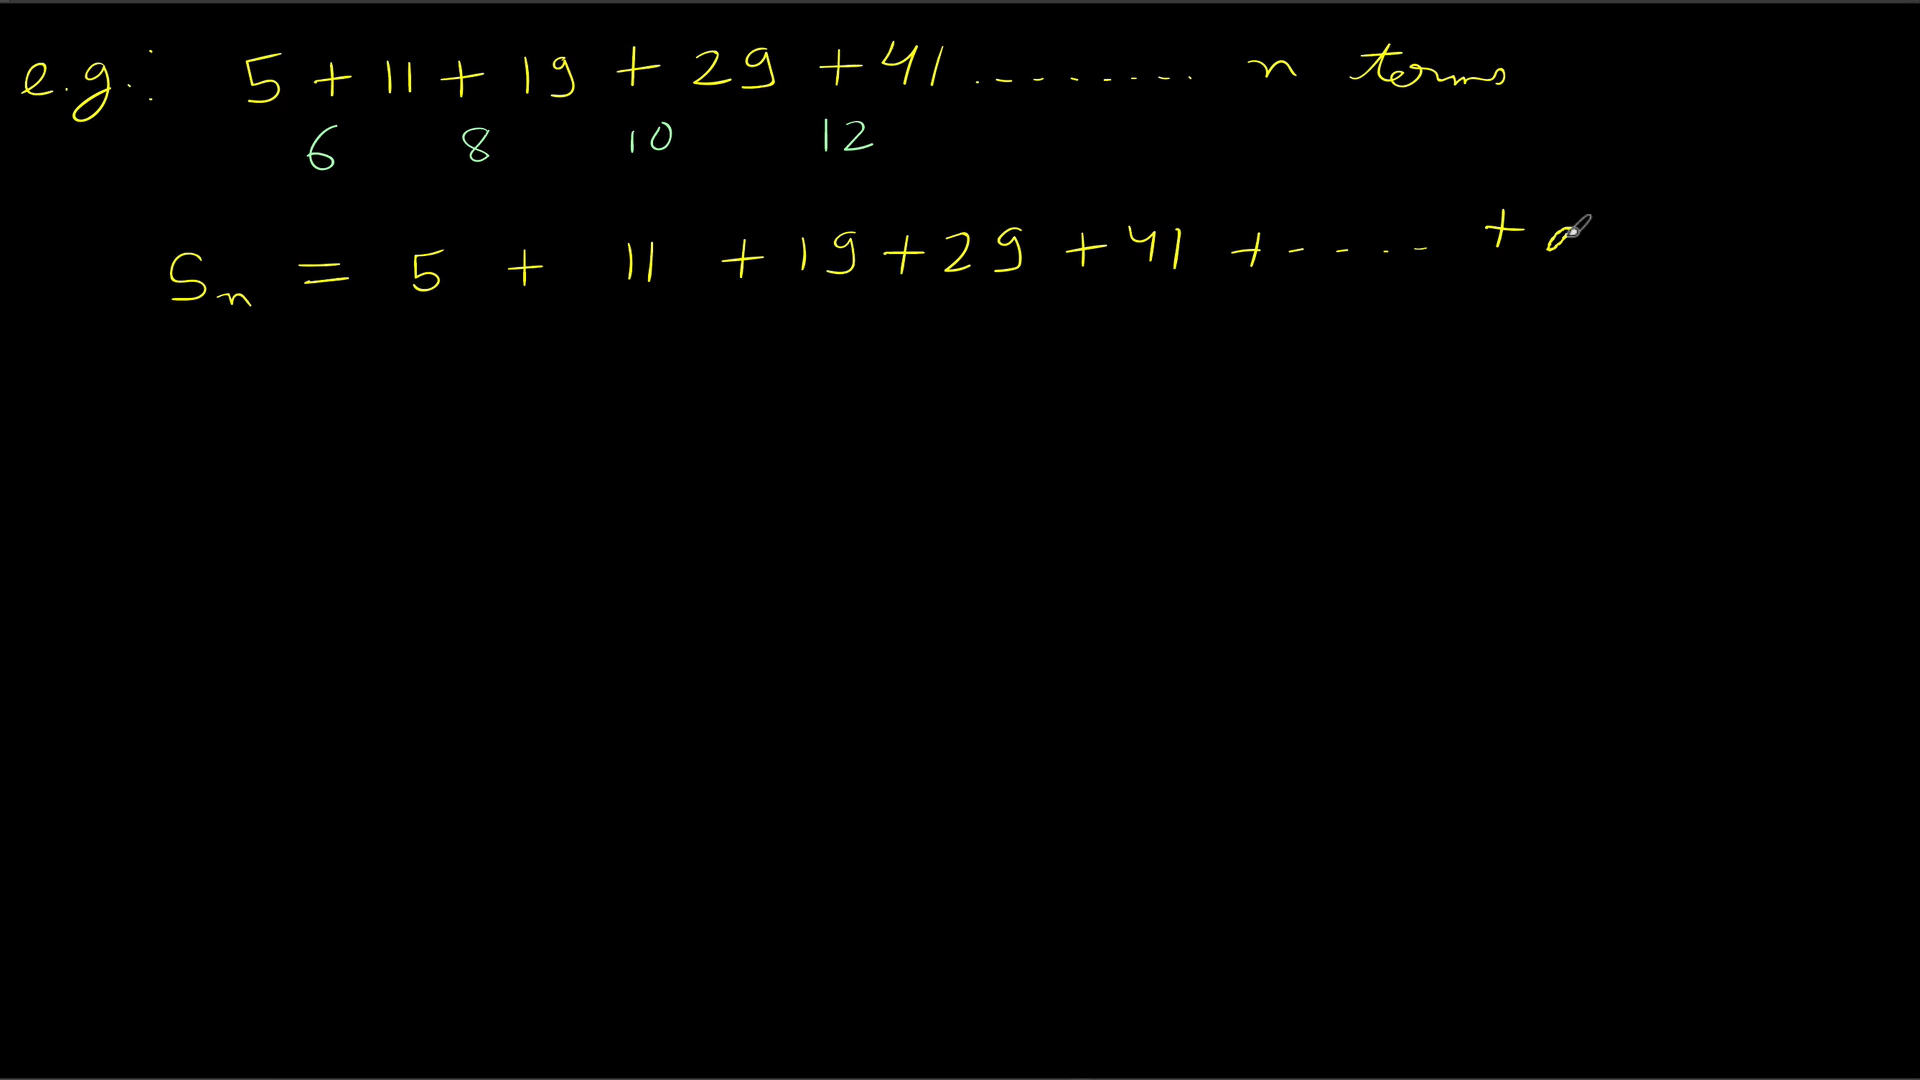 e.g.: 5 + 11 + 19 + 29 + 41 ......... n terms
6 8 10 12
Sn = 5 + 11 + 19 + 29 + 41 + ..... + a